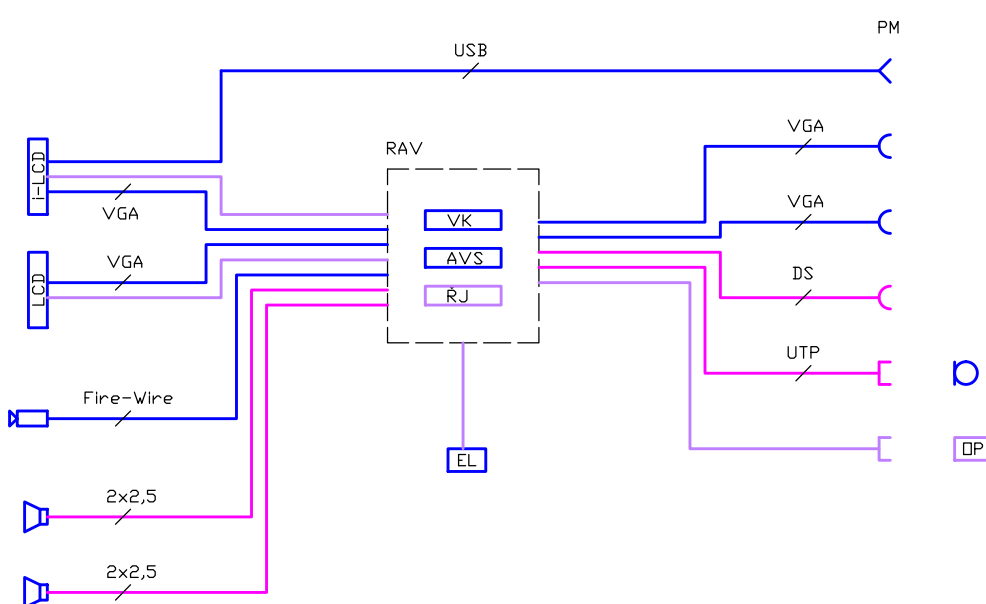 PM
USB
VGA
RAV
i-LCD
VGA
VGA
VK
VGA
AVS
LCD
DS
ŘJ
UTP
Fire-Wire
OP
EL
2x2,5
2x2,5